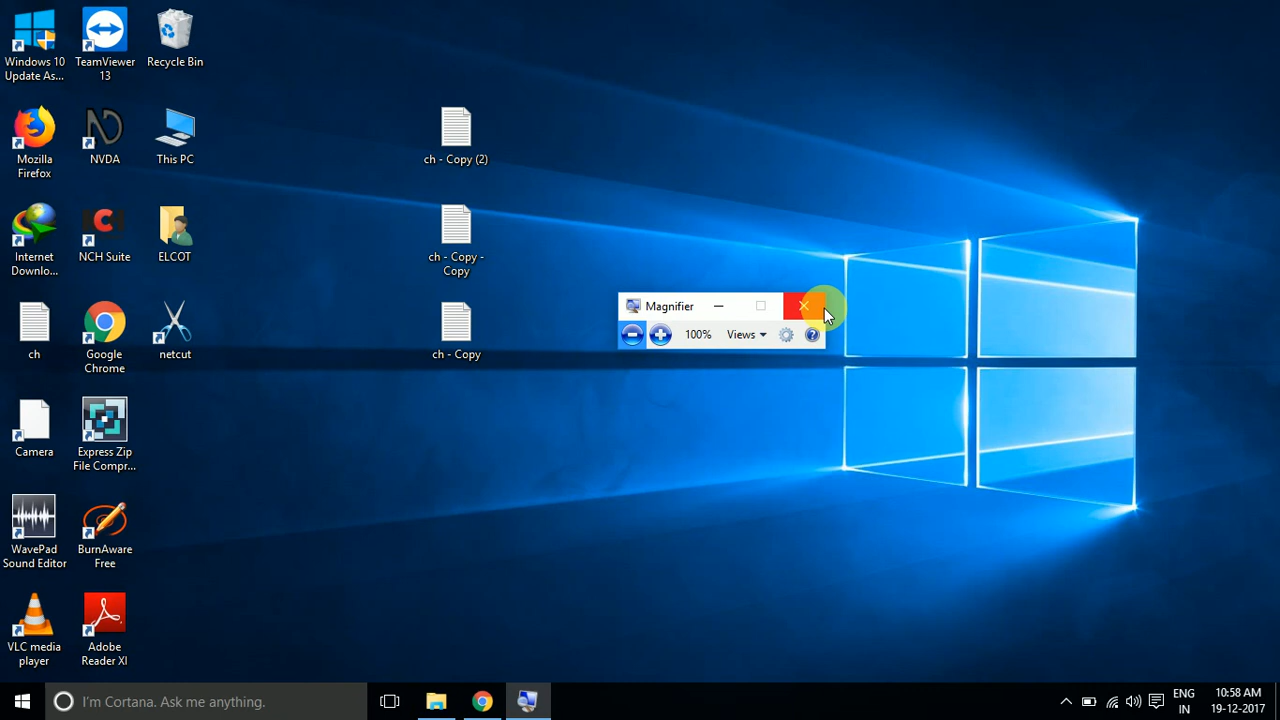 Windows 10
Update As...
TeamViewer
13
Recycle Bin
Mozilla
Firefox
NVDA
This PC
ch - Copy (2)
Internet
Downlo...
NCH Suite
ELCOT
ch - Copy -
Copy
ch
Google
Chrome
netcut
ch - Copy
Magnifier
100%
Views
Camera
Express Zip
File Compr...
WavePad
Sound Editor
BurnAware
Free
VLC media
player
Adobe
Reader XI
I'm Cortana. Ask me anything.
ENG
IN
10:58 AM
19-12-2017